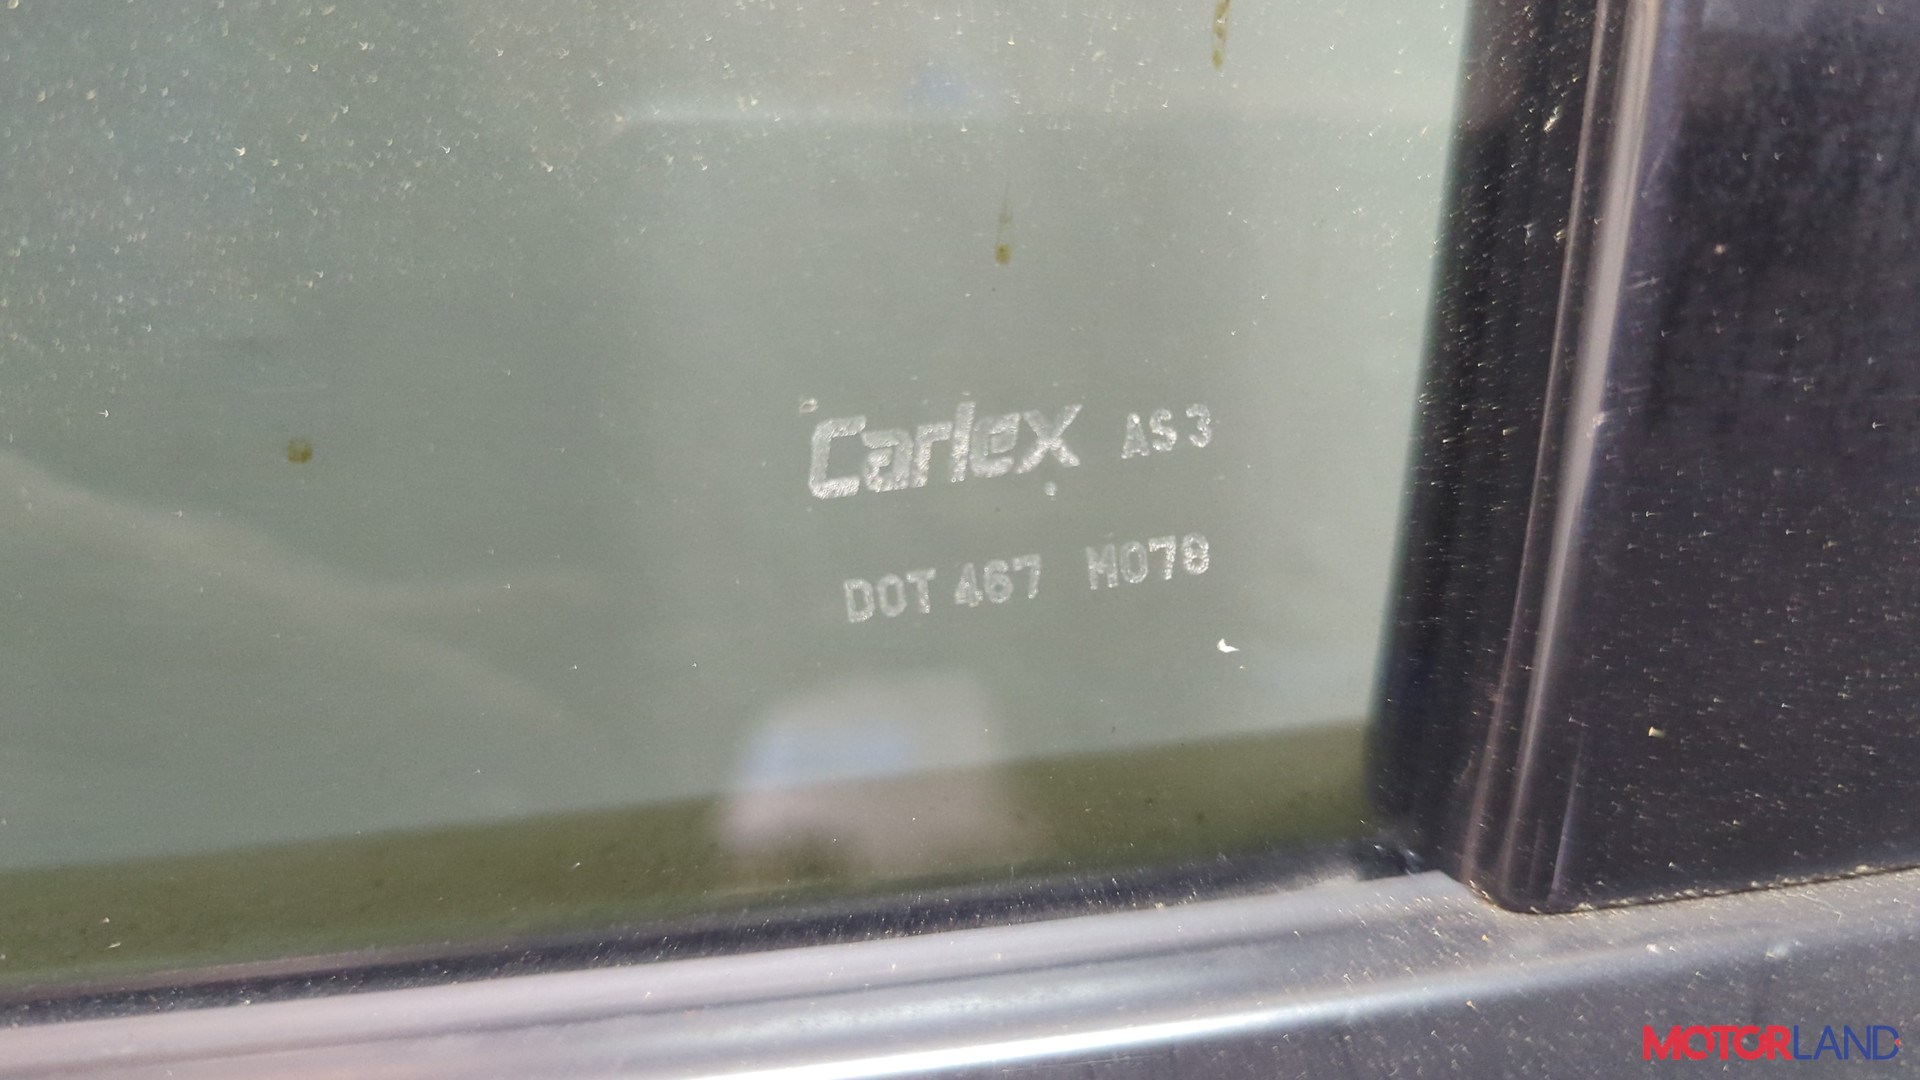 Carlex AS3
DOT 467 M078
MOTORLAND